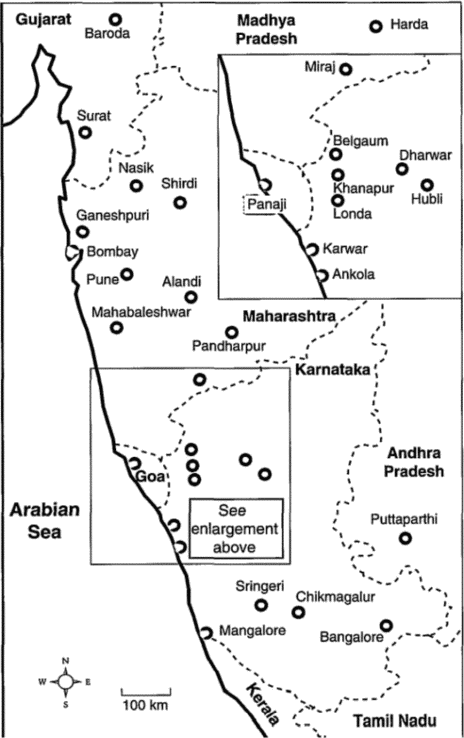 Gujarat
Baroda
Madhya
Pradesh
Harda
Miraj
Surat
Belgaum
Dharwar
Nasik
Shirdi
Khanapur
Hubli
Panaji
Londa
Ganeshpuri
Bombay
Karwar
Pune
Alandi
Ankola
Mahabaleshwar
Maharashtra
Pandharpur
Karnataka
Goa
Andhra
Pradesh
Arabian
Sea
See
enlargement
above
Puttaparthi
Sringeri
Chikmagalur
Mangalore
Bangalore
N
W
E
S
100 km
Kerala
Tamil Nadu